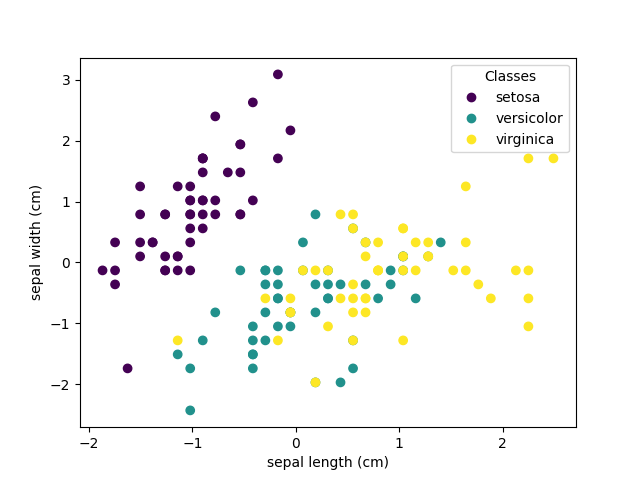 Classes
setosa
versicolor
virginica
3
2
1
0
−1
−2
−2
−1
0
1
2
sepal width (cm)
sepal length (cm)